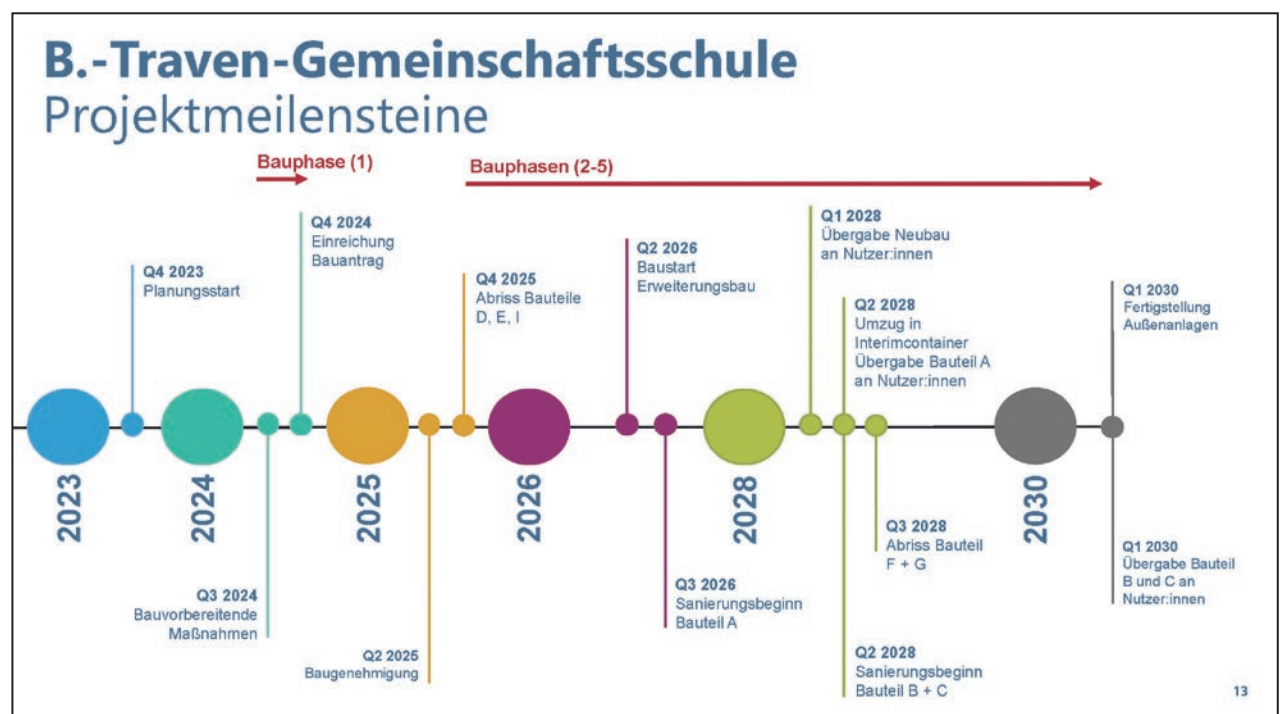 B.-Traven-Gemeinschaftsschule
Projektmeilensteine
Bauphase (1)
Bauphasen (2-5)
Q4 2023
Planungsstart
Q4 2024
Einreichung
Bauantrag
Q4 2025
Abriss Bauteile
D, E, I
Q2 2026
Baustart
Erweiterungsbau
Q1 2028
Übergabe Neubau
an Nutzer:innen
Q2 2028
Umzug in
Interimcontainer
Übergabe Bauteil A
an Nutzer:innen
Q1 2030
Fertigstellung
Außenanlagen
2023
2024
2025
2026
2028
2030
Q3 2024
Bauvorbereitende
Maßnahmen
Q2 2025
Baugenehmigung
Q3 2026
Sanierungsbeginn
Bauteil A
Q3 2028
Abriss Bauteil
F + G
Q2 2028
Sanierungsbeginn
Bauteil B + C
Q1 2030
Übergabe Bauteil
B und C an
Nutzer:innen
13